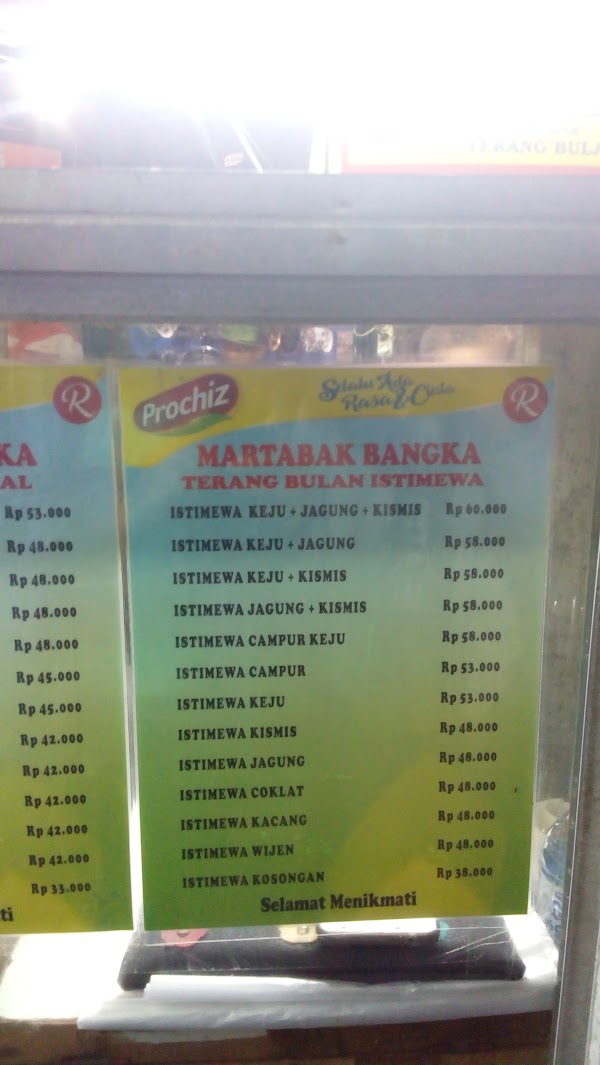 TERANG BULA
KA
AL
Rp 53.000
Rp 48.000
Rp 48.000
Rp 48.000
Rp 48.000
Rp 45.000
Rp 45.000
Rp 42.000
Rp 42.000
Rp 42.000
Rp 42.000
Rp 42.000
Rp 33.000
ti
R
Prochiz
Selalu Ada
Rasa & Cinta
R
MARTABAK BANGKA
TERANG BULAN ISTIMEWA
ISTIMEWA KEJU + JAGUNG + KISMIS Rp 60.000
ISTIMEWA KEJU + JAGUNG Rp 58.000
ISTIMEWA KEJU + KISMIS Rp 58.000
ISTIMEWA JAGUNG + KISMIS Rp 58.000
ISTIMEWA CAMPUR KEJU Rp 58.000
ISTIMEWA CAMPUR Rp 53.000
ISTIMEWA KEJU Rp 53.000
ISTIMEWA KISMIS Rp 48.000
ISTIMEWA JAGUNG Rp 48.000
ISTIMEWA COKLAT Rp 48.000
ISTIMEWA KACANG Rp 48.000
ISTIMEWA WIJEN Rp 48.000
ISTIMEWA KOSONGAN Rp 38.000
Selamat Menikmati